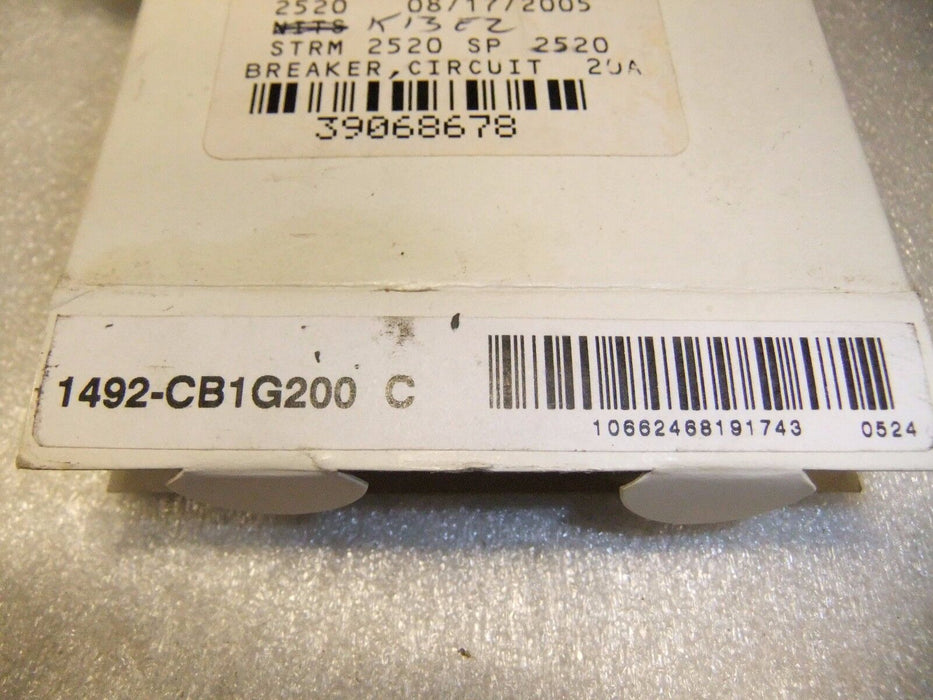 2520 08/17/2005
NITS K13E2
STRM 2520 SP 2520
BREAKER,CIRCUIT 20A
39068678
1492-CB1G200 C
10662468191743 0524